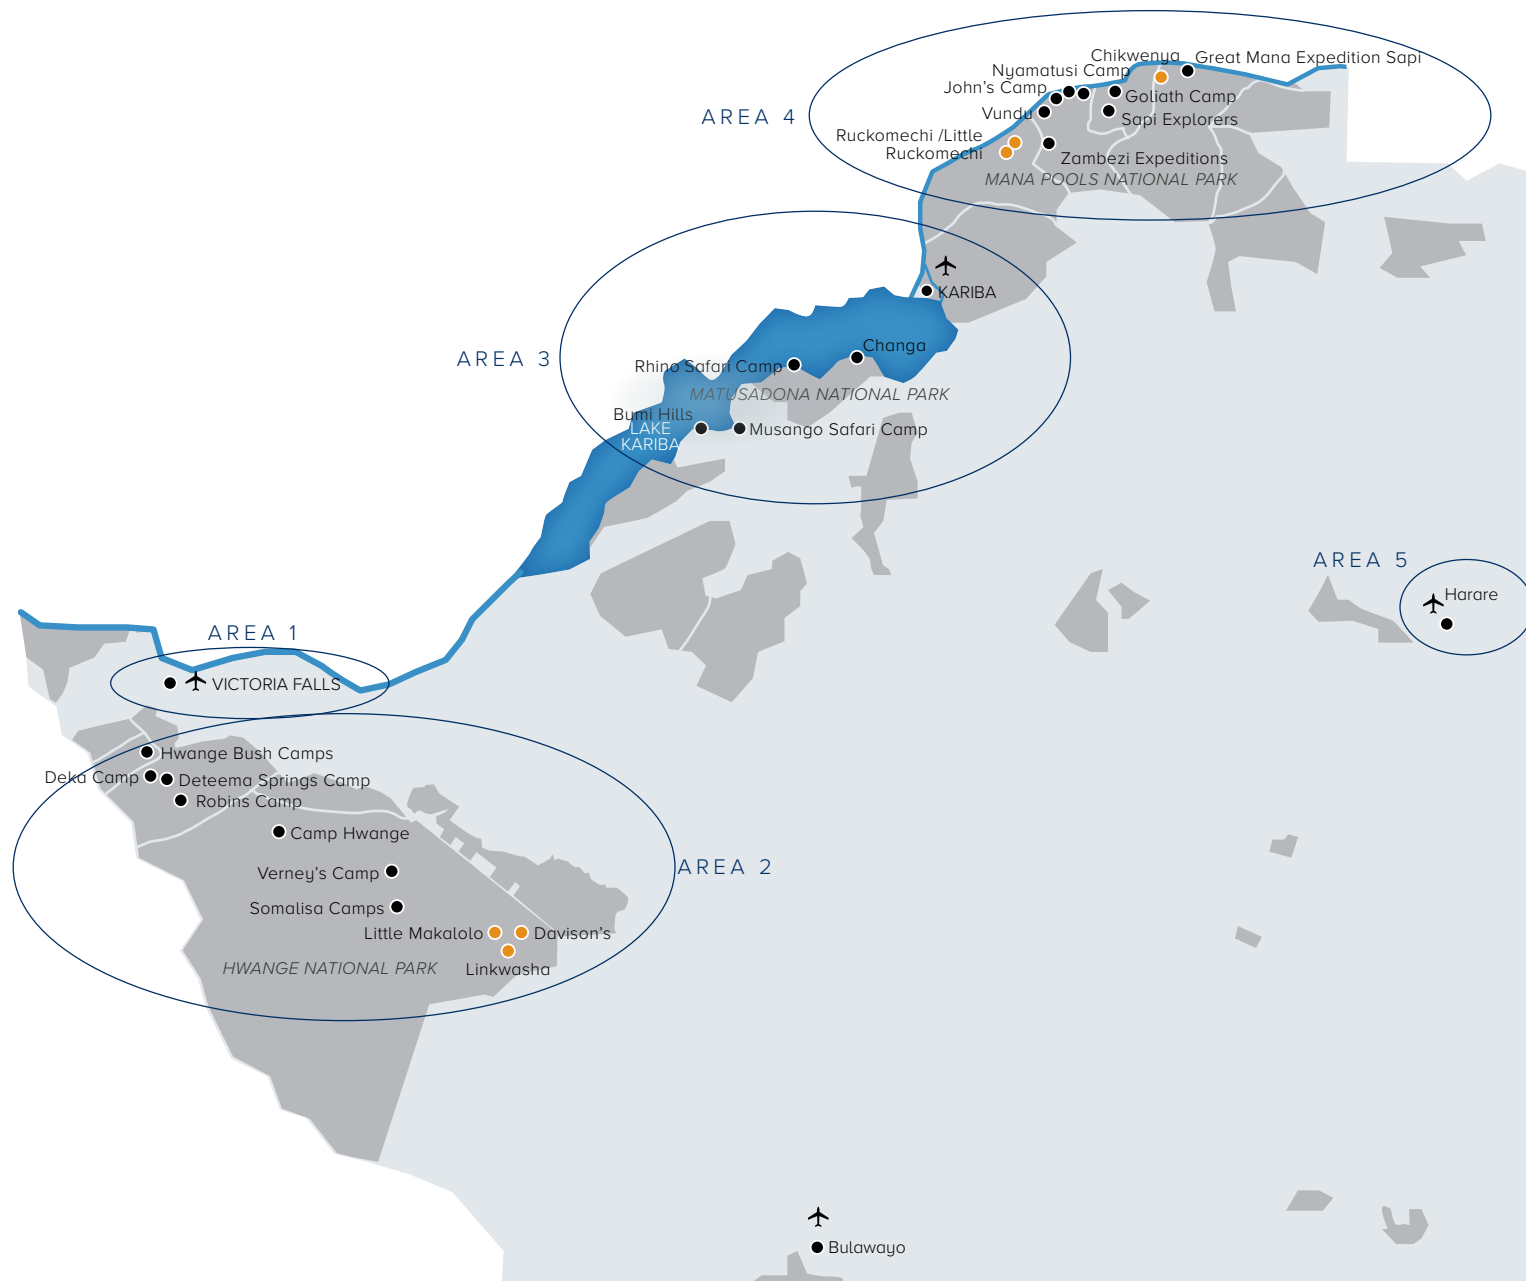 Chikwenya
Great Mana Expedition Sapi
Nyamatusi Camp
John's Camp
Goliath Camp
AREA 4
Vundu
Sapi Explorers
Ruckomechi /Little
Ruckomechi
Zambezi Expeditions
MANA POOLS NATIONAL PARK
KARIBA
Changa
AREA 3
Rhino Safari Camp
MATUSADONA NATIONAL PARK
Bumi Hills
LAKE
KARIBA
Musango Safari Camp
AREA 5
Harare
AREA 1
VICTORIA FALLS
Hwange Bush Camps
Deka Camp
Deteema Springs Camp
Robins Camp
Camp Hwange
AREA 2
Verney's Camp
Somalisa Camps
Little Makalolo
Davison's
HWANGE NATIONAL PARK
Linkwasha
Bulawayo